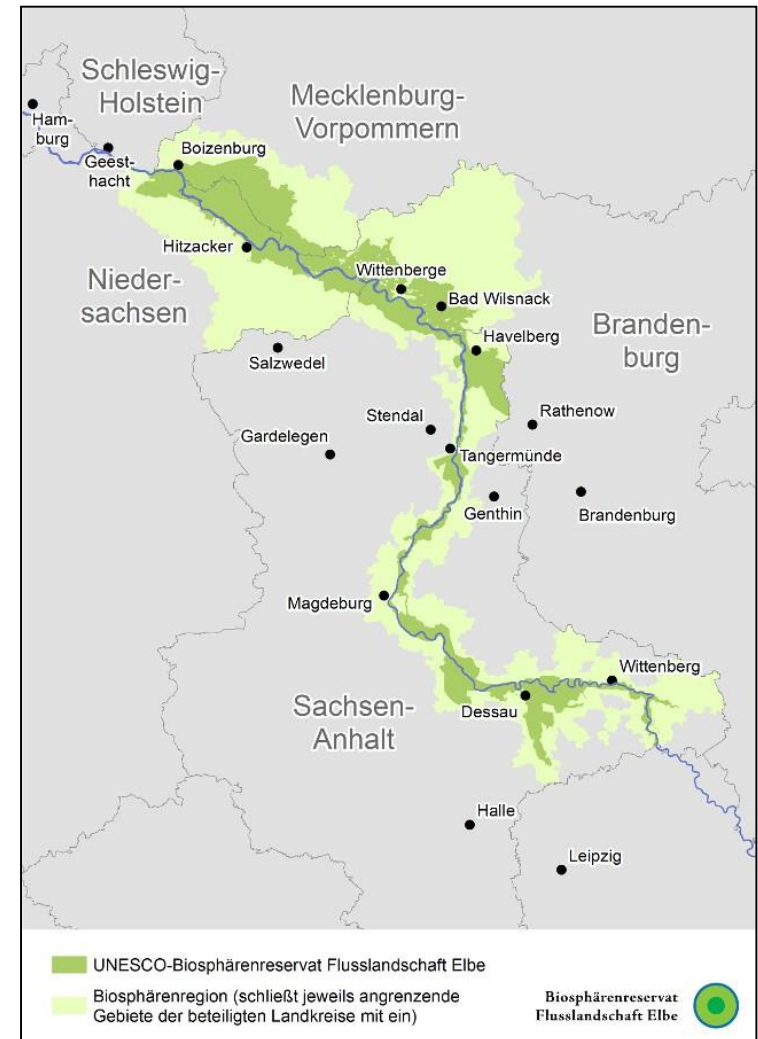 Schleswig-
Holstein
Mecklenburg-
Vorpommern
Ham-
burg
Geest-
hacht
Boizenburg
Hitzacker
Nieder-
sachsen
Wittenberge
Bad Wilsnack
Havelberg
Branden-
burg
Salzwedel
Stendal
Rathenow
Gardelegen
Tangermünde
Genthin
Brandenburg
Magdeburg
Wittenberg
Dessau
Sachsen-
Anhalt
Halle
Leipzig
UNESCO-Biosphärenreservat Flusslandschaft Elbe
Biosphärenregion (schließt jeweils angrenzende
Gebiete der beteiligten Landkreise mit ein)
Biosphärenreservat
Flusslandschaft Elbe